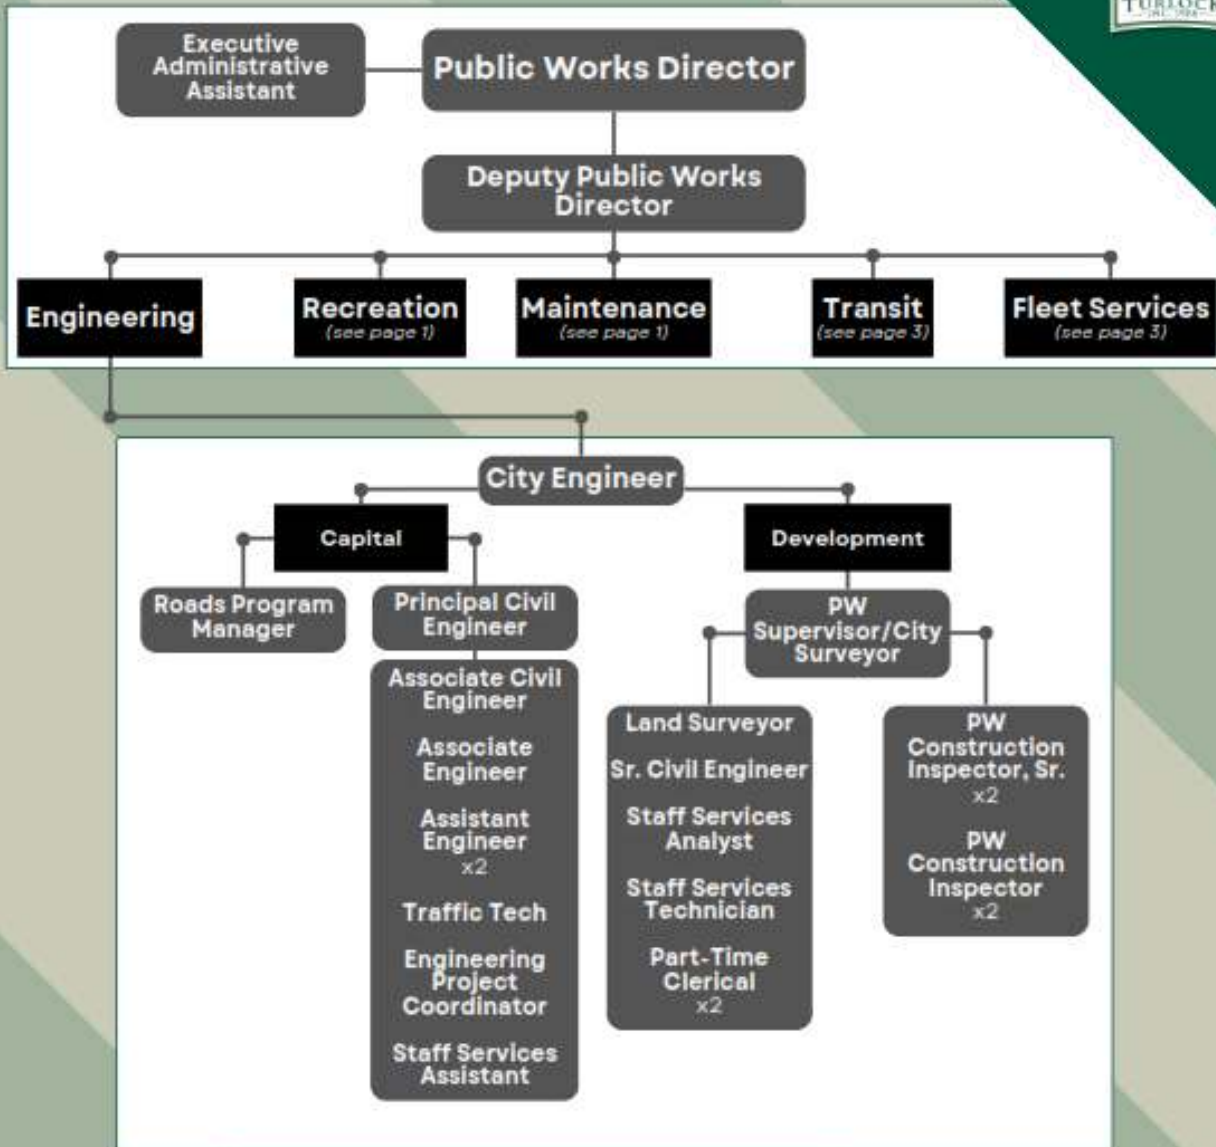 TURLOCK
Executive
Administrative
Assistant
Public Works Director
Deputy Public Works
Director
Engineering
Recreation
(see page 1)
Maintenance
(see page 1)
Transit
(see page 3)
Fleet Services
(see page 3)
City Engineer
Capital
Development
Roads Program
Manager
Principal Civil
Engineer
PW
Supervisor/City
Surveyor
Associate Civil
Engineer
Associate
Engineer
Assistant
Engineer
x2
Traffic Tech
Engineering
Project
Coordinator
Staff Services
Assistant
Land Surveyor
Sr. Civil Engineer
Staff Services
Analyst
Staff Services
Technician
Part-Time
Clerical
x2
PW
Construction
Inspector, Sr.
x2
PW
Construction
Inspector
x2